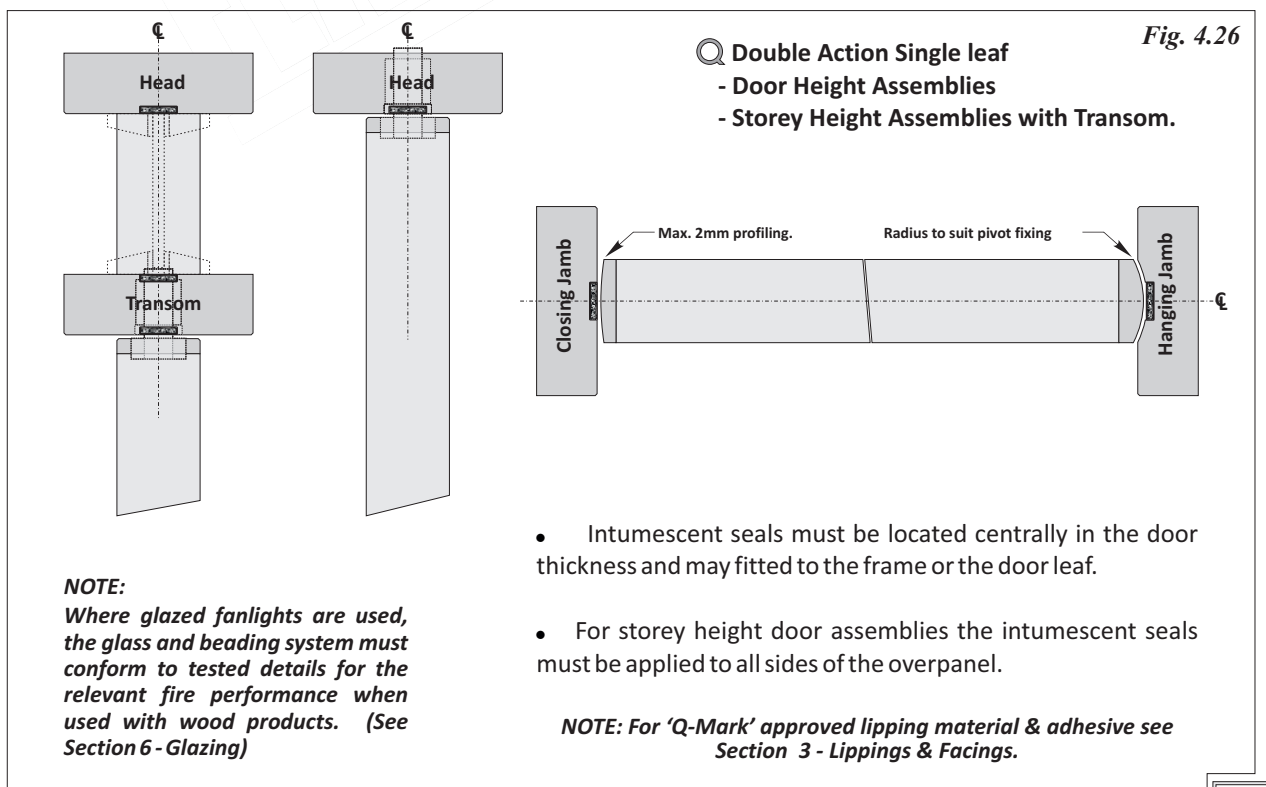 Fig. 4.26
℄
℄
Head
Head
Transom
Double Action Single leaf
- Door Height Assemblies
- Storey Height Assemblies with Transom.
Closing Jamb
Max. 2mm profiling.
Radius to suit pivot fixing
Hanging Jamb
℄
NOTE:
Where glazed fanlights are used,
the glass and beading system must
conform to tested details for the
relevant fire performance when
used with wood products. (See
Section 6 - Glazing)
• Intumescent seals must be located centrally in the door
thickness and may fitted to the frame or the door leaf.
• For storey height door assemblies the intumescent seals
must be applied to all sides of the overpanel.
NOTE: For ‘Q-Mark’ approved lipping material & adhesive see
Section 3 - Lippings & Facings.